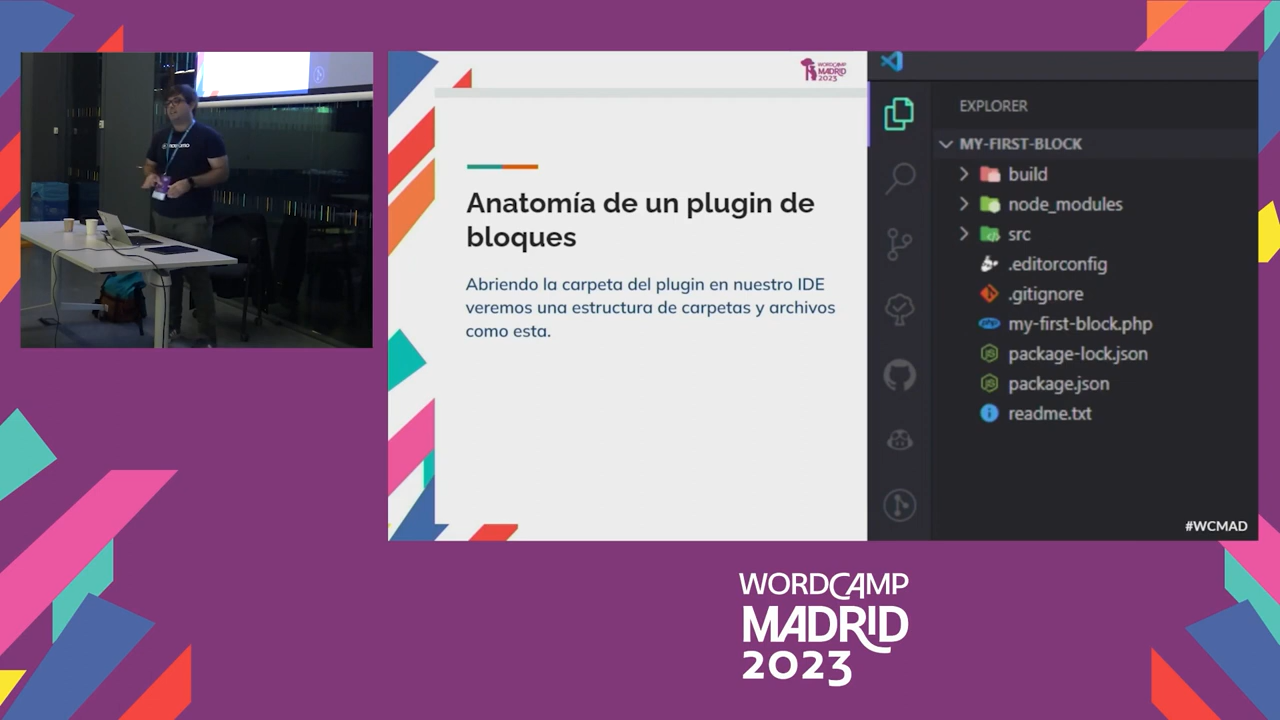 WORDCAMP
MADRID
2023
Anatomía de un plugin de
bloques
Abriendo la carpeta del plugin en nuestro IDE
veremos una estructura de carpetas y archivos
como esta.
EXPLORER
MY-FIRST-BLOCK
build
node_modules
src
.editorconfig
.gitignore
my-first-block.php
package-lock.json
package.json
readme.txt
#WCMAD
WORDCAMP
MADRID
2023